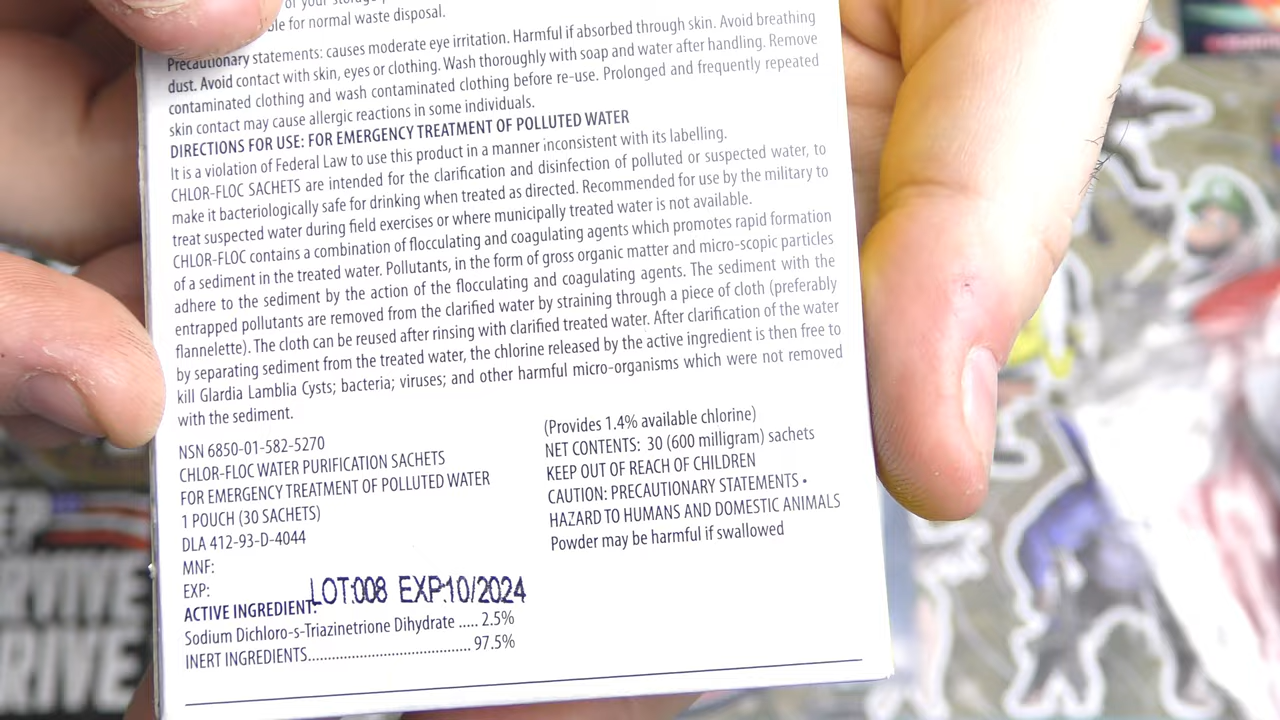 of your storage
for normal waste disposal.
Precautionary statements: causes moderate eye irritation. Harmful if absorbed through skin. Avoid breathing
dust. Avoid contact with skin, eyes or clothing. Wash thoroughly with soap and water after handling. Remove
contaminated clothing and wash contaminated clothing before re-use. Prolonged and frequently repeated
skin contact may cause allergic reactions in some individuals.
DIRECTIONS FOR USE: FOR EMERGENCY TREATMENT OF POLLUTED WATER
It is a violation of Federal Law to use this product in a manner inconsistent with its labelling.
CHLOR-FLOC SACHETS are intended for the clarification and disinfection of polluted or suspected water, to
make it bacteriologically safe for drinking when treated as directed. Recommended for use by the military to
treat suspected water during field exercises or where municipally treated water is not available.
CHLOR-FLOC contains a combination of flocculating and coagulating agents which promotes rapid formation
of a sediment in the treated water. Pollutants, in the form of gross organic matter and micro-scopic particles
adhere to the sediment by the action of the flocculating and coagulating agents. The sediment with the
entrapped pollutants are removed from the clarified water by straining through a piece of cloth (preferably
flannelette). The cloth can be reused after rinsing with clarified treated water. After clarification of the water
by separating sediment from the treated water, the chlorine released by the active ingredient is then free to
kill Glardia Lamblia Cysts; bacteria; viruses; and other harmful micro-organisms which were not removed
with the sediment.
NSN 6850-01-582-5270
CHLOR-FLOC WATER PURIFICATION SACHETS
FOR EMERGENCY TREATMENT OF POLLUTED WATER
1 POUCH (30 SACHETS)
DLA 412-93-D-4044
MNF:
EXP:
LOT:008 EXP:10/2024
ACTIVE INGREDIENT:
Sodium Dichloro-s-Triazinetrione Dihydrate ..... 2.5%
INERT INGREDIENTS.......................................... 97.5%
(Provides 1.4% available chlorine)
NET CONTENTS: 30 (600 milligram) sachets
KEEP OUT OF REACH OF CHILDREN
CAUTION: PRECAUTIONARY STATEMENTS •
HAZARD TO HUMANS AND DOMESTIC ANIMALS
Powder may be harmful if swallowed